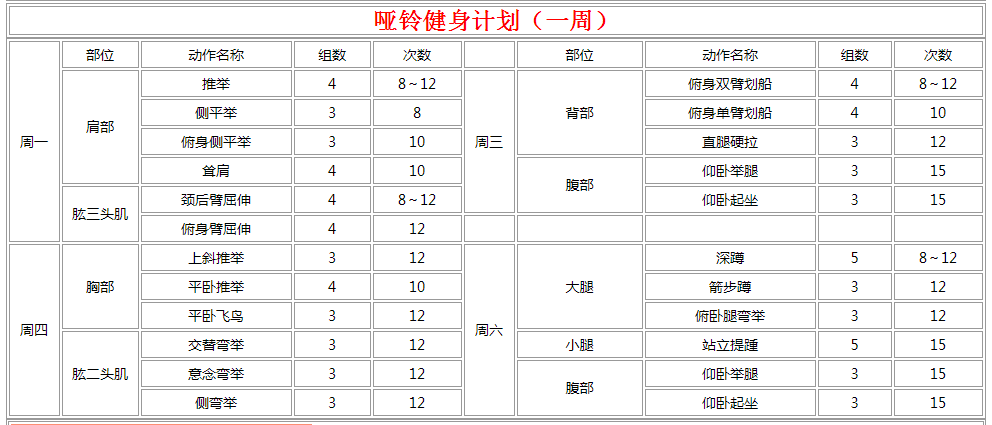 哑铃健身计划（一周）
部位 动作名称 组数 次数 部位 动作名称 组数 次数
推举 4 8～12 俯身双臂划船 4 8～12
侧平举 3 8 背部 俯身单臂划船 4 10
肩部
周一 俯身侧平举 3 10 周三 直腿硬拉 3 12
耸肩 4 10 仰卧举腿 3 15
腹部
颈后臂屈伸 4 8～12 仰卧起坐 3 15
肱三头肌
俯身臂屈伸 4 12
上斜推举 3 12 深蹲 5 8～12
胸部 平卧推举 4 10 大腿 箭步蹲 3 12
平卧飞鸟 3 12 俯卧腿弯举 3 12
周四 周六
交替弯举 3 12 小腿 站立提踵 5 15
肱二头肌 意念弯举 3 12 仰卧举腿 3 15
腹部
侧弯举 3 12 仰卧起坐 3 15